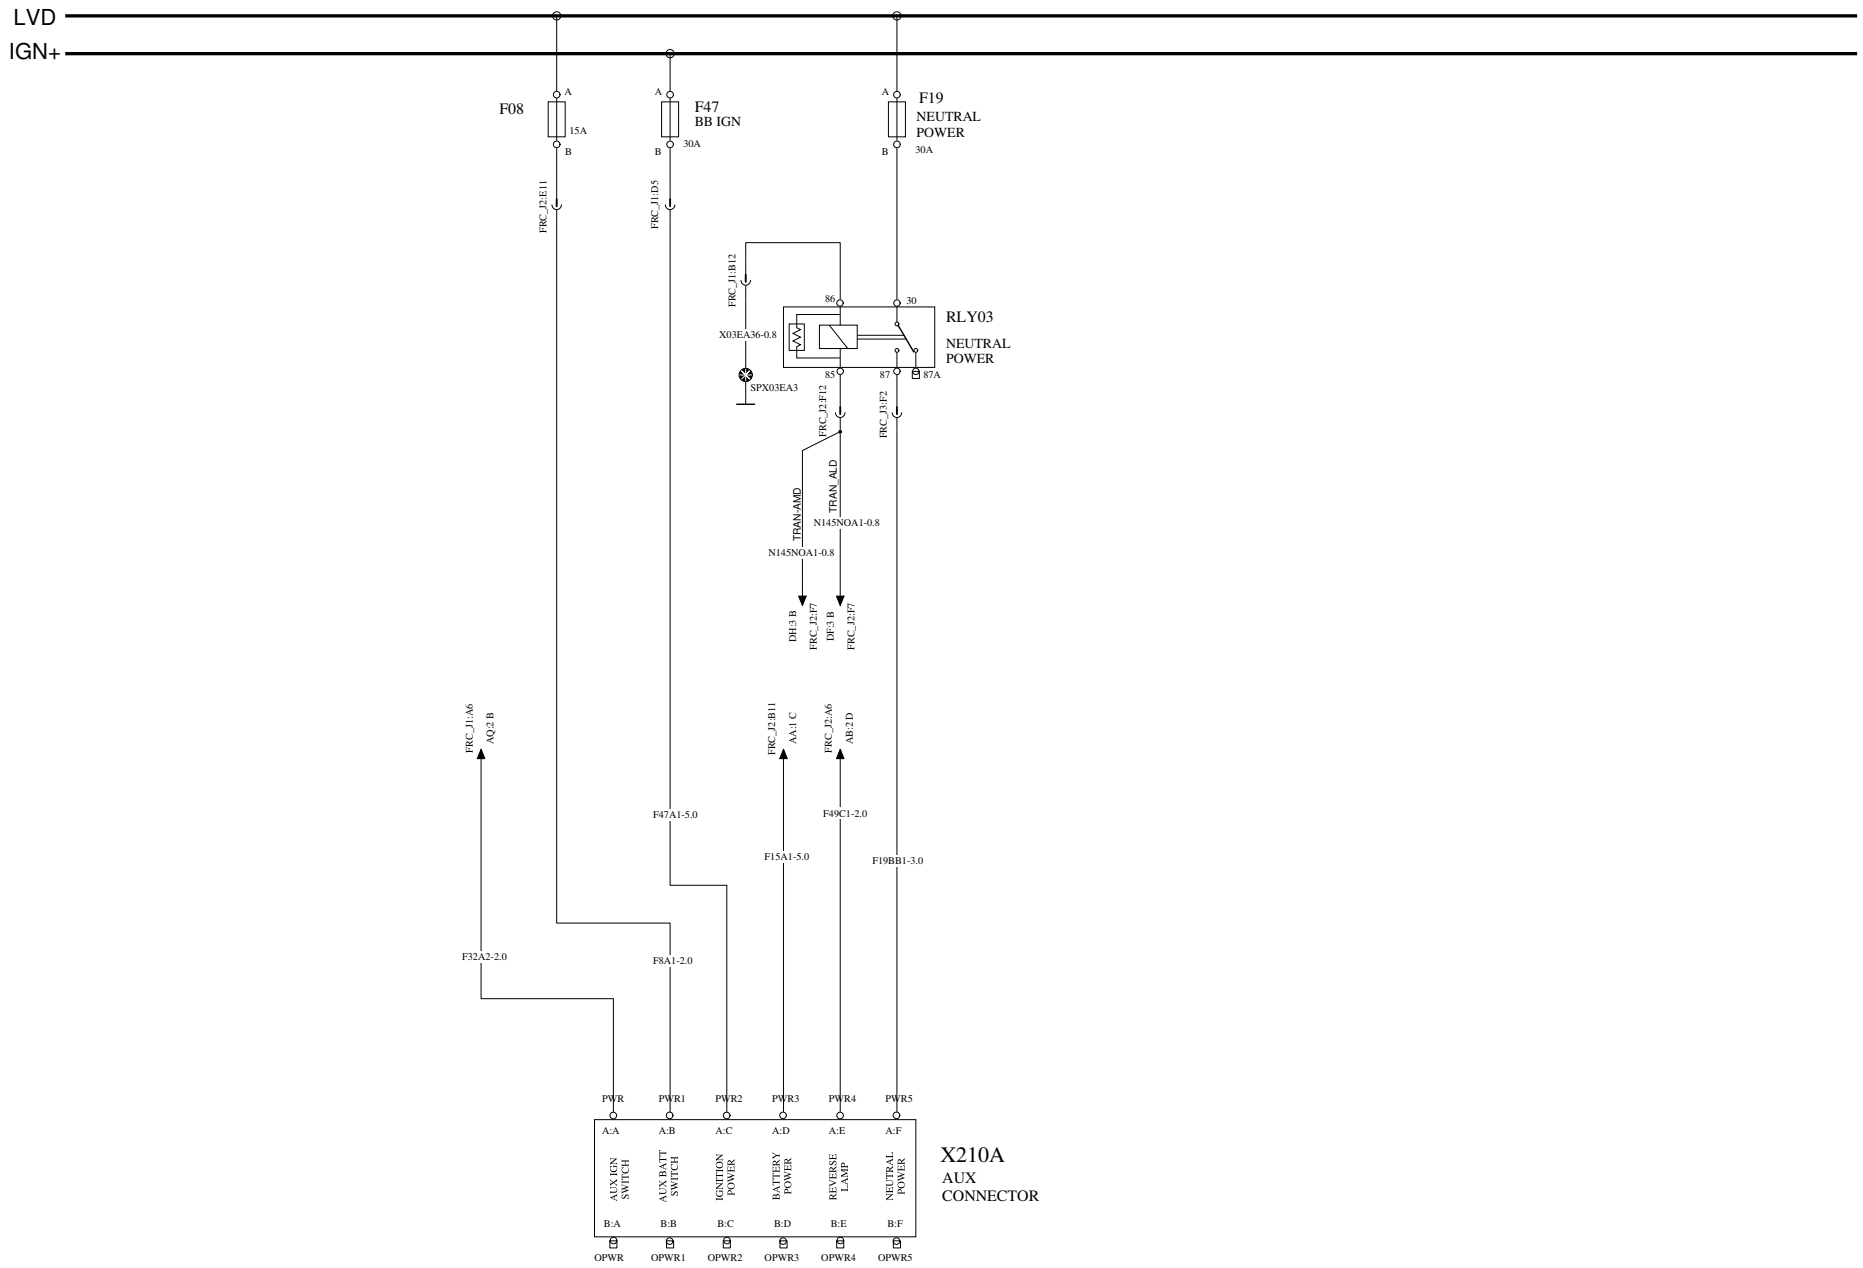 LVD
IGN+
A
F08
15A
B
FRC_J2:E11
A
F47
BB IGN
B
30A
FRC_J1:D5
A
F19
NEUTRAL
POWER
B
30A
FRC_J1:B12
X03EA36-0.8
SPX03EA3
86
30
RLY03
NEUTRAL
POWER
85
87
87A
FRC_J2:F12
FRC_J3:F2
TRAN-AMD
TRAN_ALD
N145NOA1-0.8
N145NOA1-0.8
DH:3 B
FRC_J2:F7
DF:3 B
FRC_J2:F7
FRC_J1:A6
AQ:2 B
FRC_J2:B11
AA:1 C
FRC_J2:A6
AB:2 D
F47A1-5.0
F49C1-2.0
F15A1-5.0
F19BB1-3.0
F32A2-2.0
F8A1-2.0
PWR
PWR1
PWR2
PWR3
PWR4
PWR5
A:A
A:B
A:C
A:D
A:E
A:F
AUX IGN
SWITCH
AUX BATT
SWITCH
IGNITION
POWER
BATTERY
POWER
REVERSE
LAMP
NEUTRAL
POWER
X210A
AUX
CONNECTOR
B:A
B:B
B:C
B:D
B:E
B:F
OPWR
OPWR1
OPWR2
OPWR3
OPWR4
OPWR5